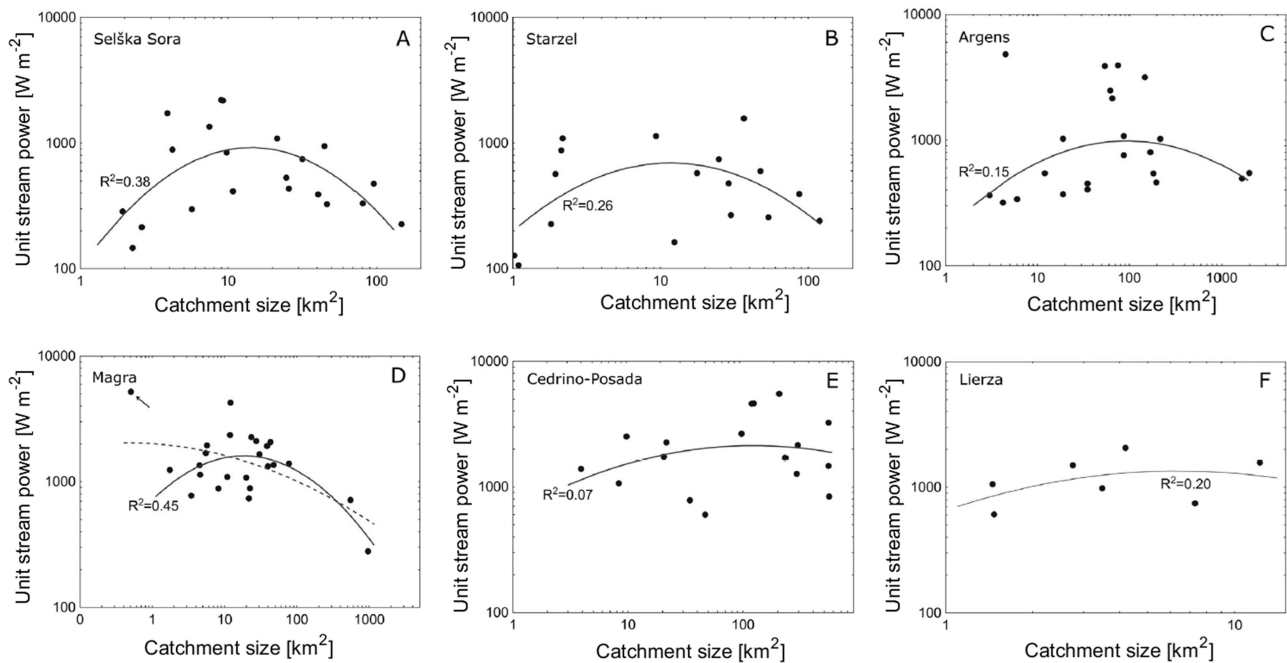 10000
Selška Sora
A
1000
R²=0.38
100
1
10
100
Catchment size [km²]
Unit stream power [W m⁻²]
10000
Starzel
B
1000
R²=0.26
100
1
10
100
Catchment size [km²]
Unit stream power [W m⁻²]
10000
Argens
C
1000
R²=0.15
100
1
10
100
1000
Catchment size [km²]
Unit stream power [W m⁻²]
10000
Magra
D
1000
R²=0.45
100
0
1
10
100
1000
Catchment size [km²]
Unit stream power [W m⁻²]
10000
Cedrino-Posada
E
1000
R²=0.07
100
1
10
100
Catchment size [km²]
Unit stream power [W m⁻²]
10000
Lierza
F
1000
R²=0.20
100
1
10
Catchment size [km²]
Unit stream power [W m⁻²]